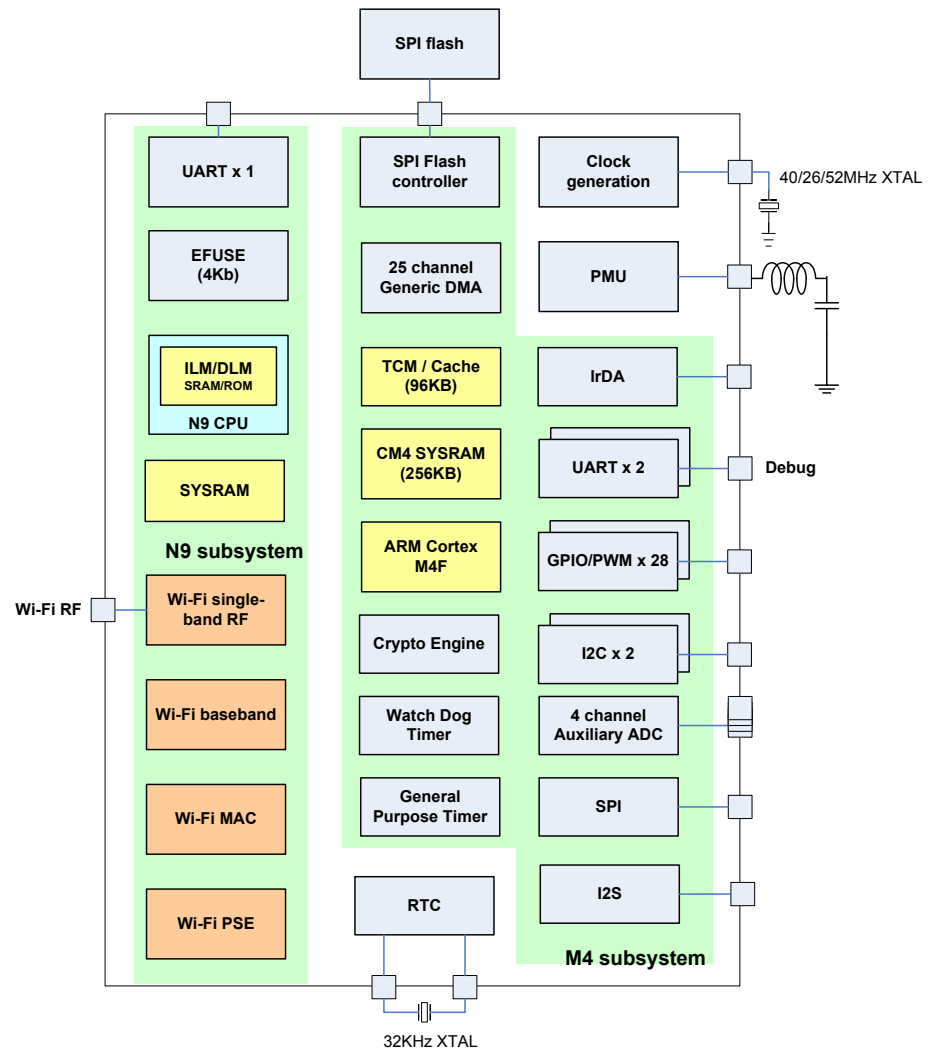 SPI flash
UART x 1
SPI Flash
controller
Clock
generation
40/26/52MHz XTAL
EFUSE
(4Kb)
25 channel
Generic DMA
PMU
ILM/DLM
SRAM/ROM
N9 CPU
TCM / Cache
(96KB)
IrDA
SYSRAM
CM4 SYSRAM
(256KB)
UART x 2
Debug
N9 subsystem
ARM Cortex
M4F
GPIO/PWM x 28
Wi-Fi RF
Wi-Fi single-
band RF
Crypto Engine
I2C x 2
Wi-Fi baseband
Watch Dog
Timer
4 channel
Auxiliary ADC
Wi-Fi MAC
General
Purpose Timer
SPI
Wi-Fi PSE
RTC
I2S
M4 subsystem
32KHz XTAL